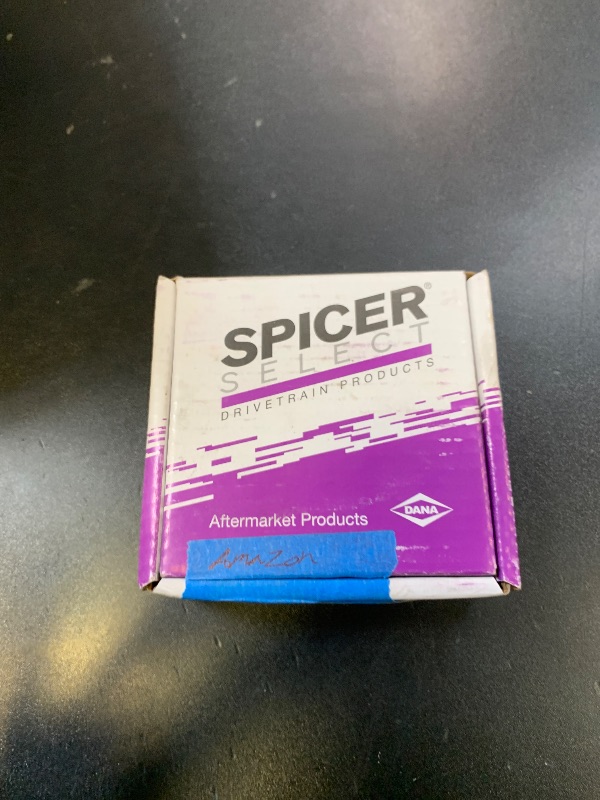 SPICER®
SELECT
DRIVETRAIN PRODUCTS
Aftermarket Products
DANA
Amazon